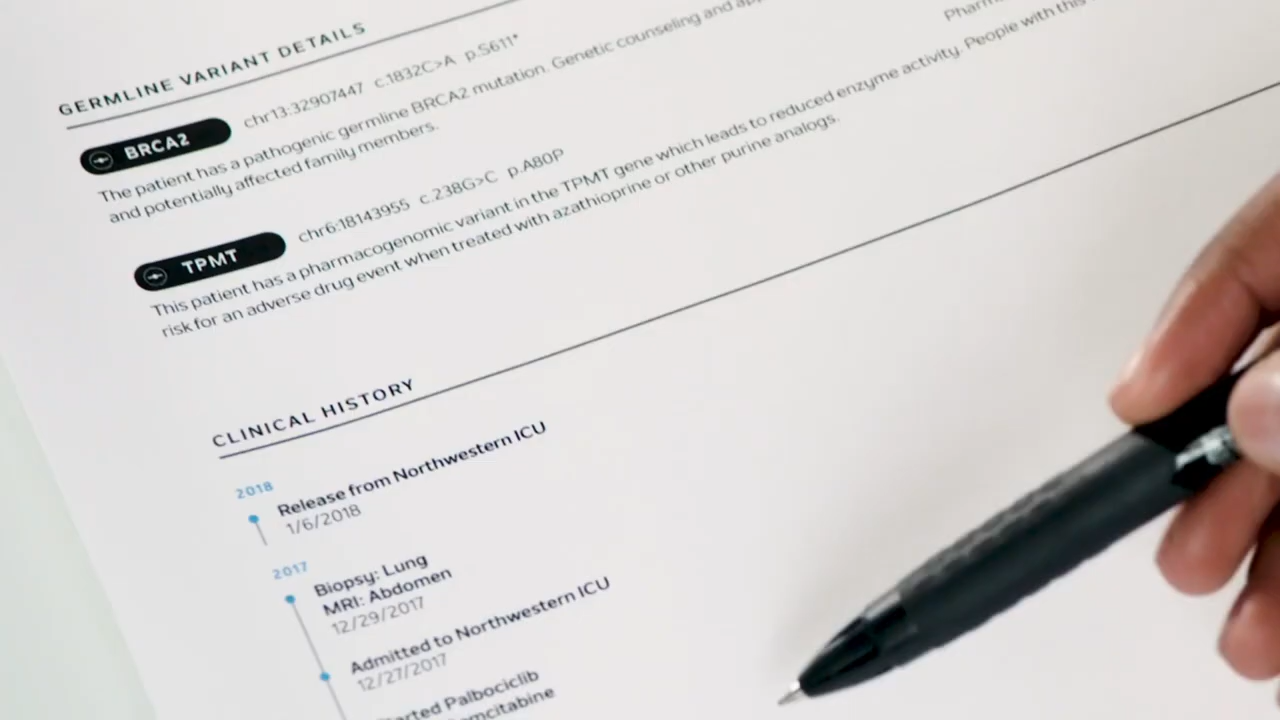 GERMLINE VARIANT DETAILS
BRCA2 chr13:32907447 c.1832C>A p.S611*
The patient has a pathogenic germline BRCA2 mutation. Genetic counseling and
and potentially affected family members.
TPMT chr6:18143955 c.238G>C p.A80P
This patient has a pharmacogenomic variant in the TPMT gene which leads to reduced enzyme activity. People with this
risk for an adverse drug event when treated with azathioprine or other purine analogs.
CLINICAL HISTORY
2018
Release from Northwestern ICU
1/6/2018
2017
Biopsy: Lung
MRI: Abdomen
12/29/2017
Admitted to Northwestern ICU
12/27/2017
Palbociclib